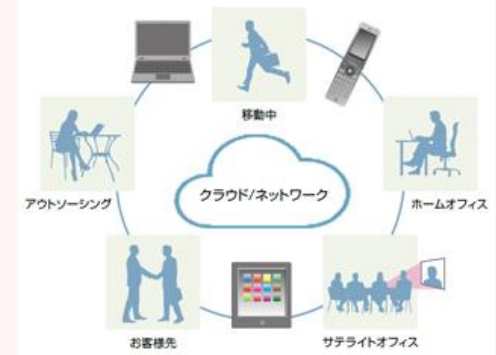 移動中
アウトソーシング
クラウド/ネットワーク
ホームオフィス
お客様先
サテライトオフィス